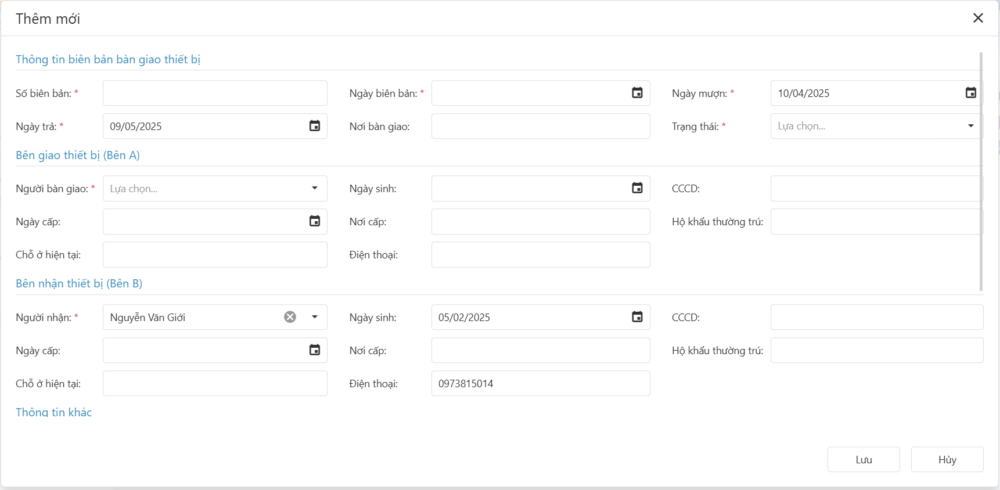 Thêm mới
Thông tin biên bản bàn giao thiết bị
Số biên bản: *
Ngày biên bản: *
Ngày mượn: * 10/04/2025
Ngày trả: * 09/05/2025
Nơi bàn giao:
Trạng thái: * Lựa chọn...
Bên giao thiết bị (Bên A)
Người bàn giao: * Lựa chọn...
Ngày sinh:
CCCD:
Ngày cấp:
Nơi cấp:
Hộ khẩu thường trú:
Chỗ ở hiện tại:
Điện thoại:
Bên nhận thiết bị (Bên B)
Người nhận: * Nguyễn Văn Giới
Ngày sinh: 05/02/2025
CCCD:
Ngày cấp:
Nơi cấp:
Hộ khẩu thường trú:
Chỗ ở hiện tại:
Điện thoại: 0973815014
Thông tin khác
Lưu
Hủy